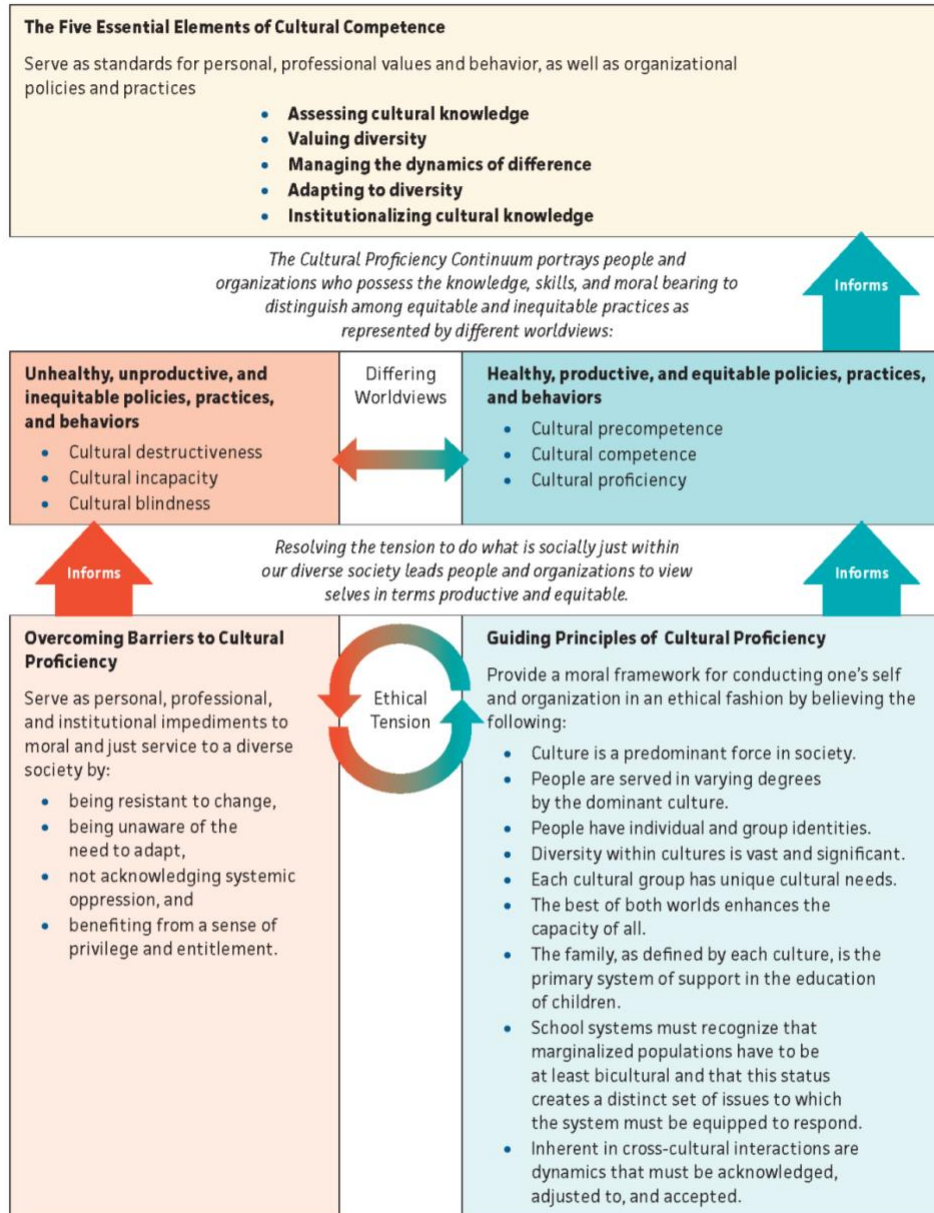 The Five Essential Elements of Cultural Competence
Serve as standards for personal, professional values and behavior, as well as organizational
policies and practices
• Assessing cultural knowledge
• Valuing diversity
• Managing the dynamics of difference
• Adapting to diversity
• Institutionalizing cultural knowledge
The Cultural Proficiency Continuum portrays people and
organizations who possess the knowledge, skills, and moral bearing to
distinguish among equitable and inequitable practices as
represented by different worldviews:
Informs
Unhealthy, unproductive, and
inequitable policies, practices,
and behaviors
• Cultural destructiveness
• Cultural incapacity
• Cultural blindness
Differing
Worldviews
Healthy, productive, and equitable policies, practices,
and behaviors
• Cultural precompetence
• Cultural competence
• Cultural proficiency
Informs
Resolving the tension to do what is socially just within
our diverse society leads people and organizations to view
selves in terms productive and equitable.
Informs
Overcoming Barriers to Cultural
Proficiency
Serve as personal, professional,
and institutional impediments to
moral and just service to a diverse
society by:
• being resistant to change,
• being unaware of the
need to adapt,
• not acknowledging systemic
oppression, and
• benefiting from a sense of
privilege and entitlement.
Ethical
Tension
Guiding Principles of Cultural Proficiency
Provide a moral framework for conducting one's self
and organization in an ethical fashion by believing the
following:
• Culture is a predominant force in society.
• People are served in varying degrees
by the dominant culture.
• People have individual and group identities.
• Diversity within cultures is vast and significant.
• Each cultural group has unique cultural needs.
• The best of both worlds enhances the
capacity of all.
• The family, as defined by each culture, is the
primary system of support in the education
of children.
• School systems must recognize that
marginalized populations have to be
at least bicultural and that this status
creates a distinct set of issues to which
the system must be equipped to respond.
• Inherent in cross-cultural interactions are
dynamics that must be acknowledged,
adjusted to, and accepted.